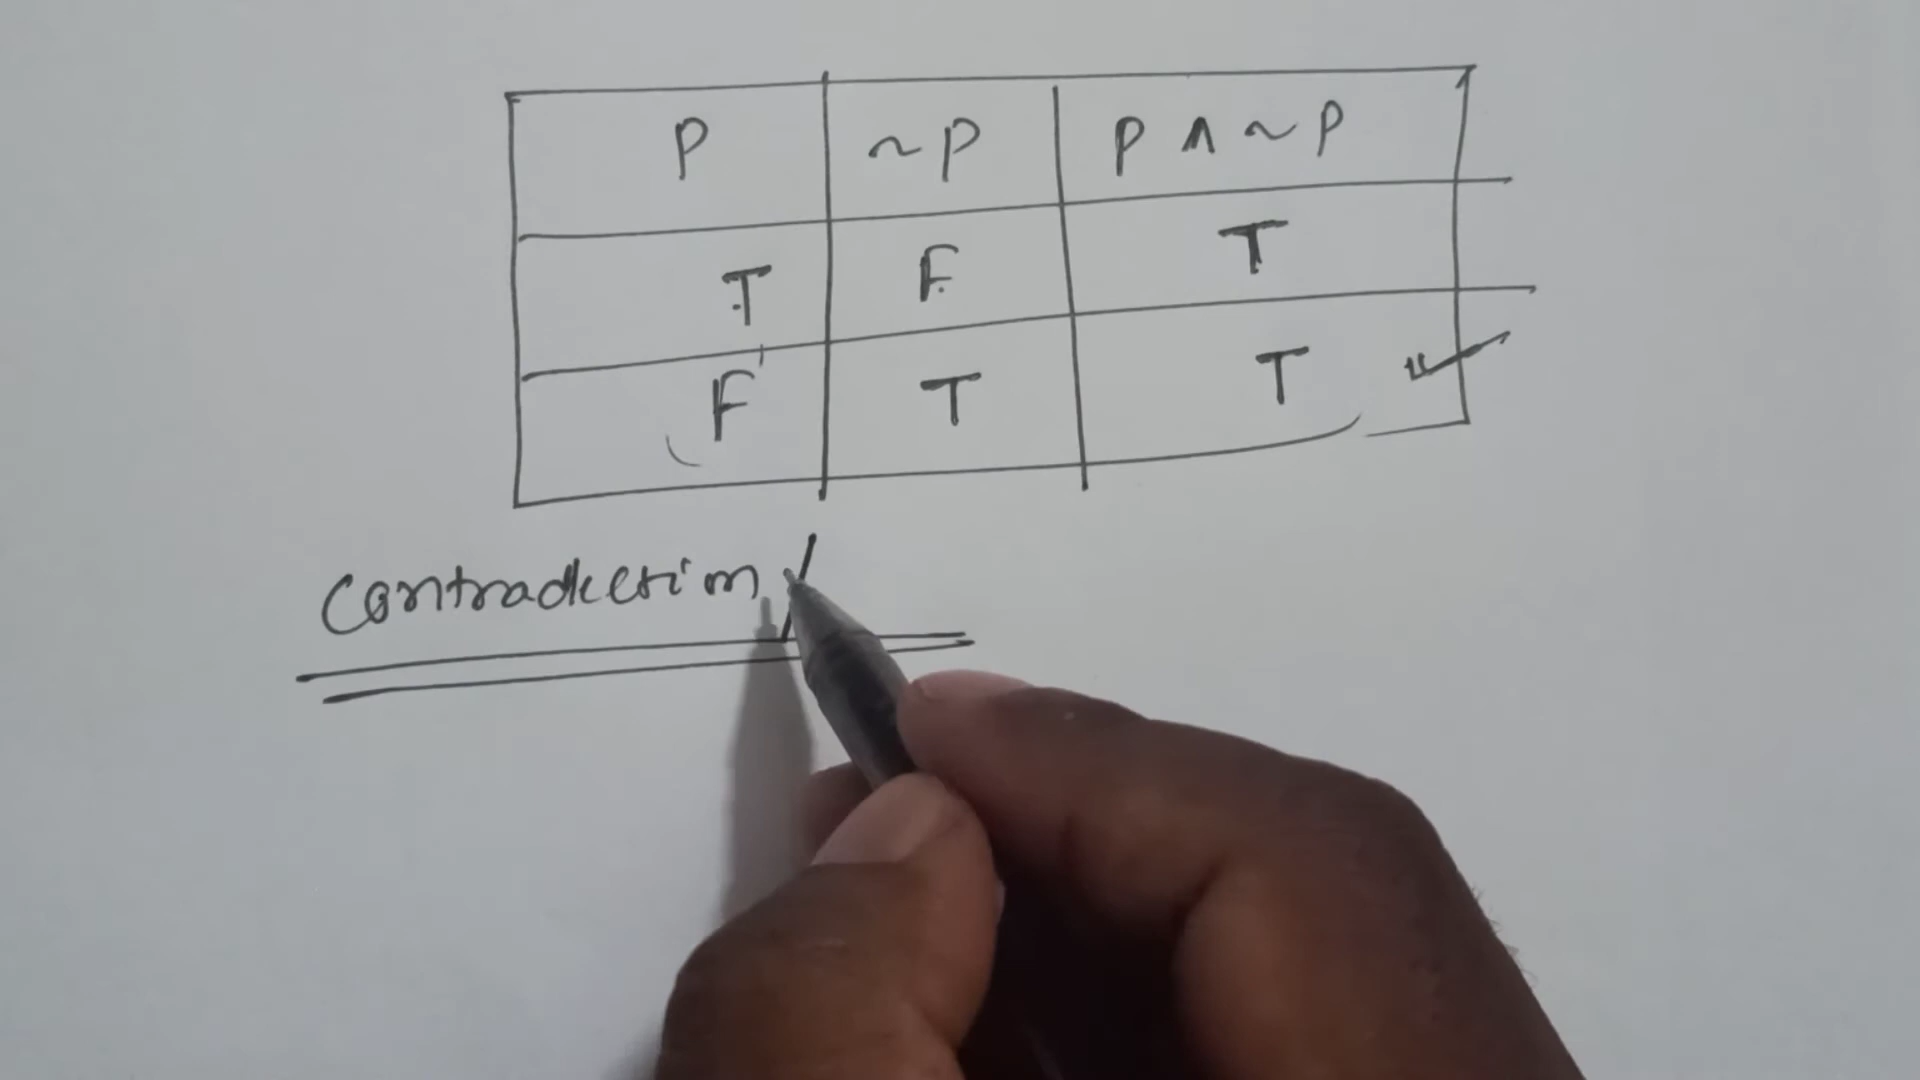 P ~P P ∧ ~P
T F T
F T T
Contradiction